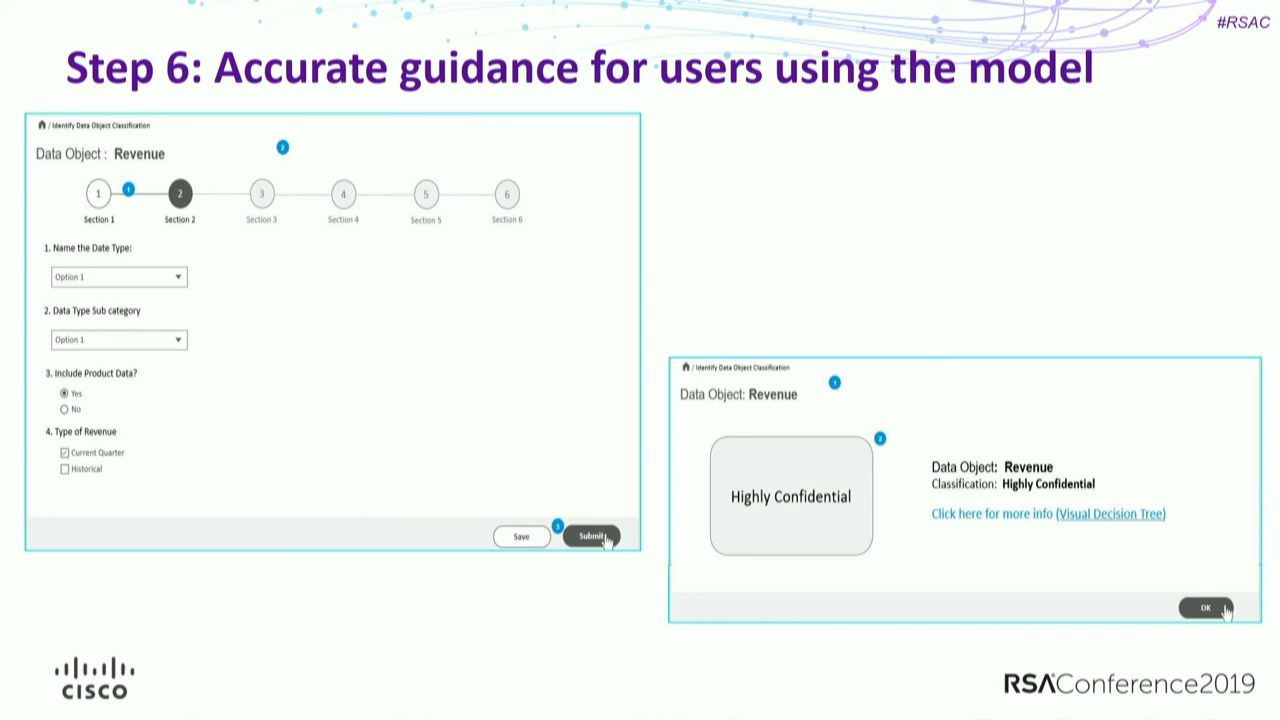 #RSAC
Step 6: Accurate guidance for users using the model
/ Identify Data Object Classification
2
Data Object : Revenue
1
1
2
3
4
5
6
Section 1
Section 2
Section 3
Section 4
Section 5
Section 6
1. Name the Date Type:
Option 1
2. Data Type Sub category
Option 1
3. Include Product Data?
Yes
No
4. Type of Revenue
Current Quarter
Historical
Save
Submit
/ Identify Data Object Classification
1
Data Object: Revenue
2
Highly Confidential
Data Object: Revenue
Classification: Highly Confidential
Click here for more info (Visual Decision Tree)
OK
CISCO
RSAConference2019